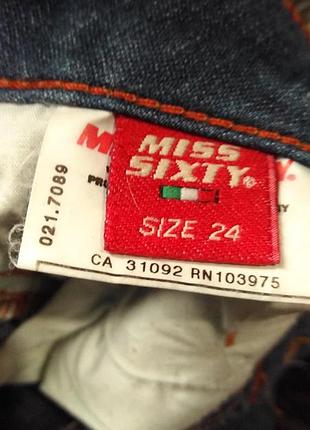 MISS
SIXTY®
SIZE 24
021.7089
CA 31092 RN103975